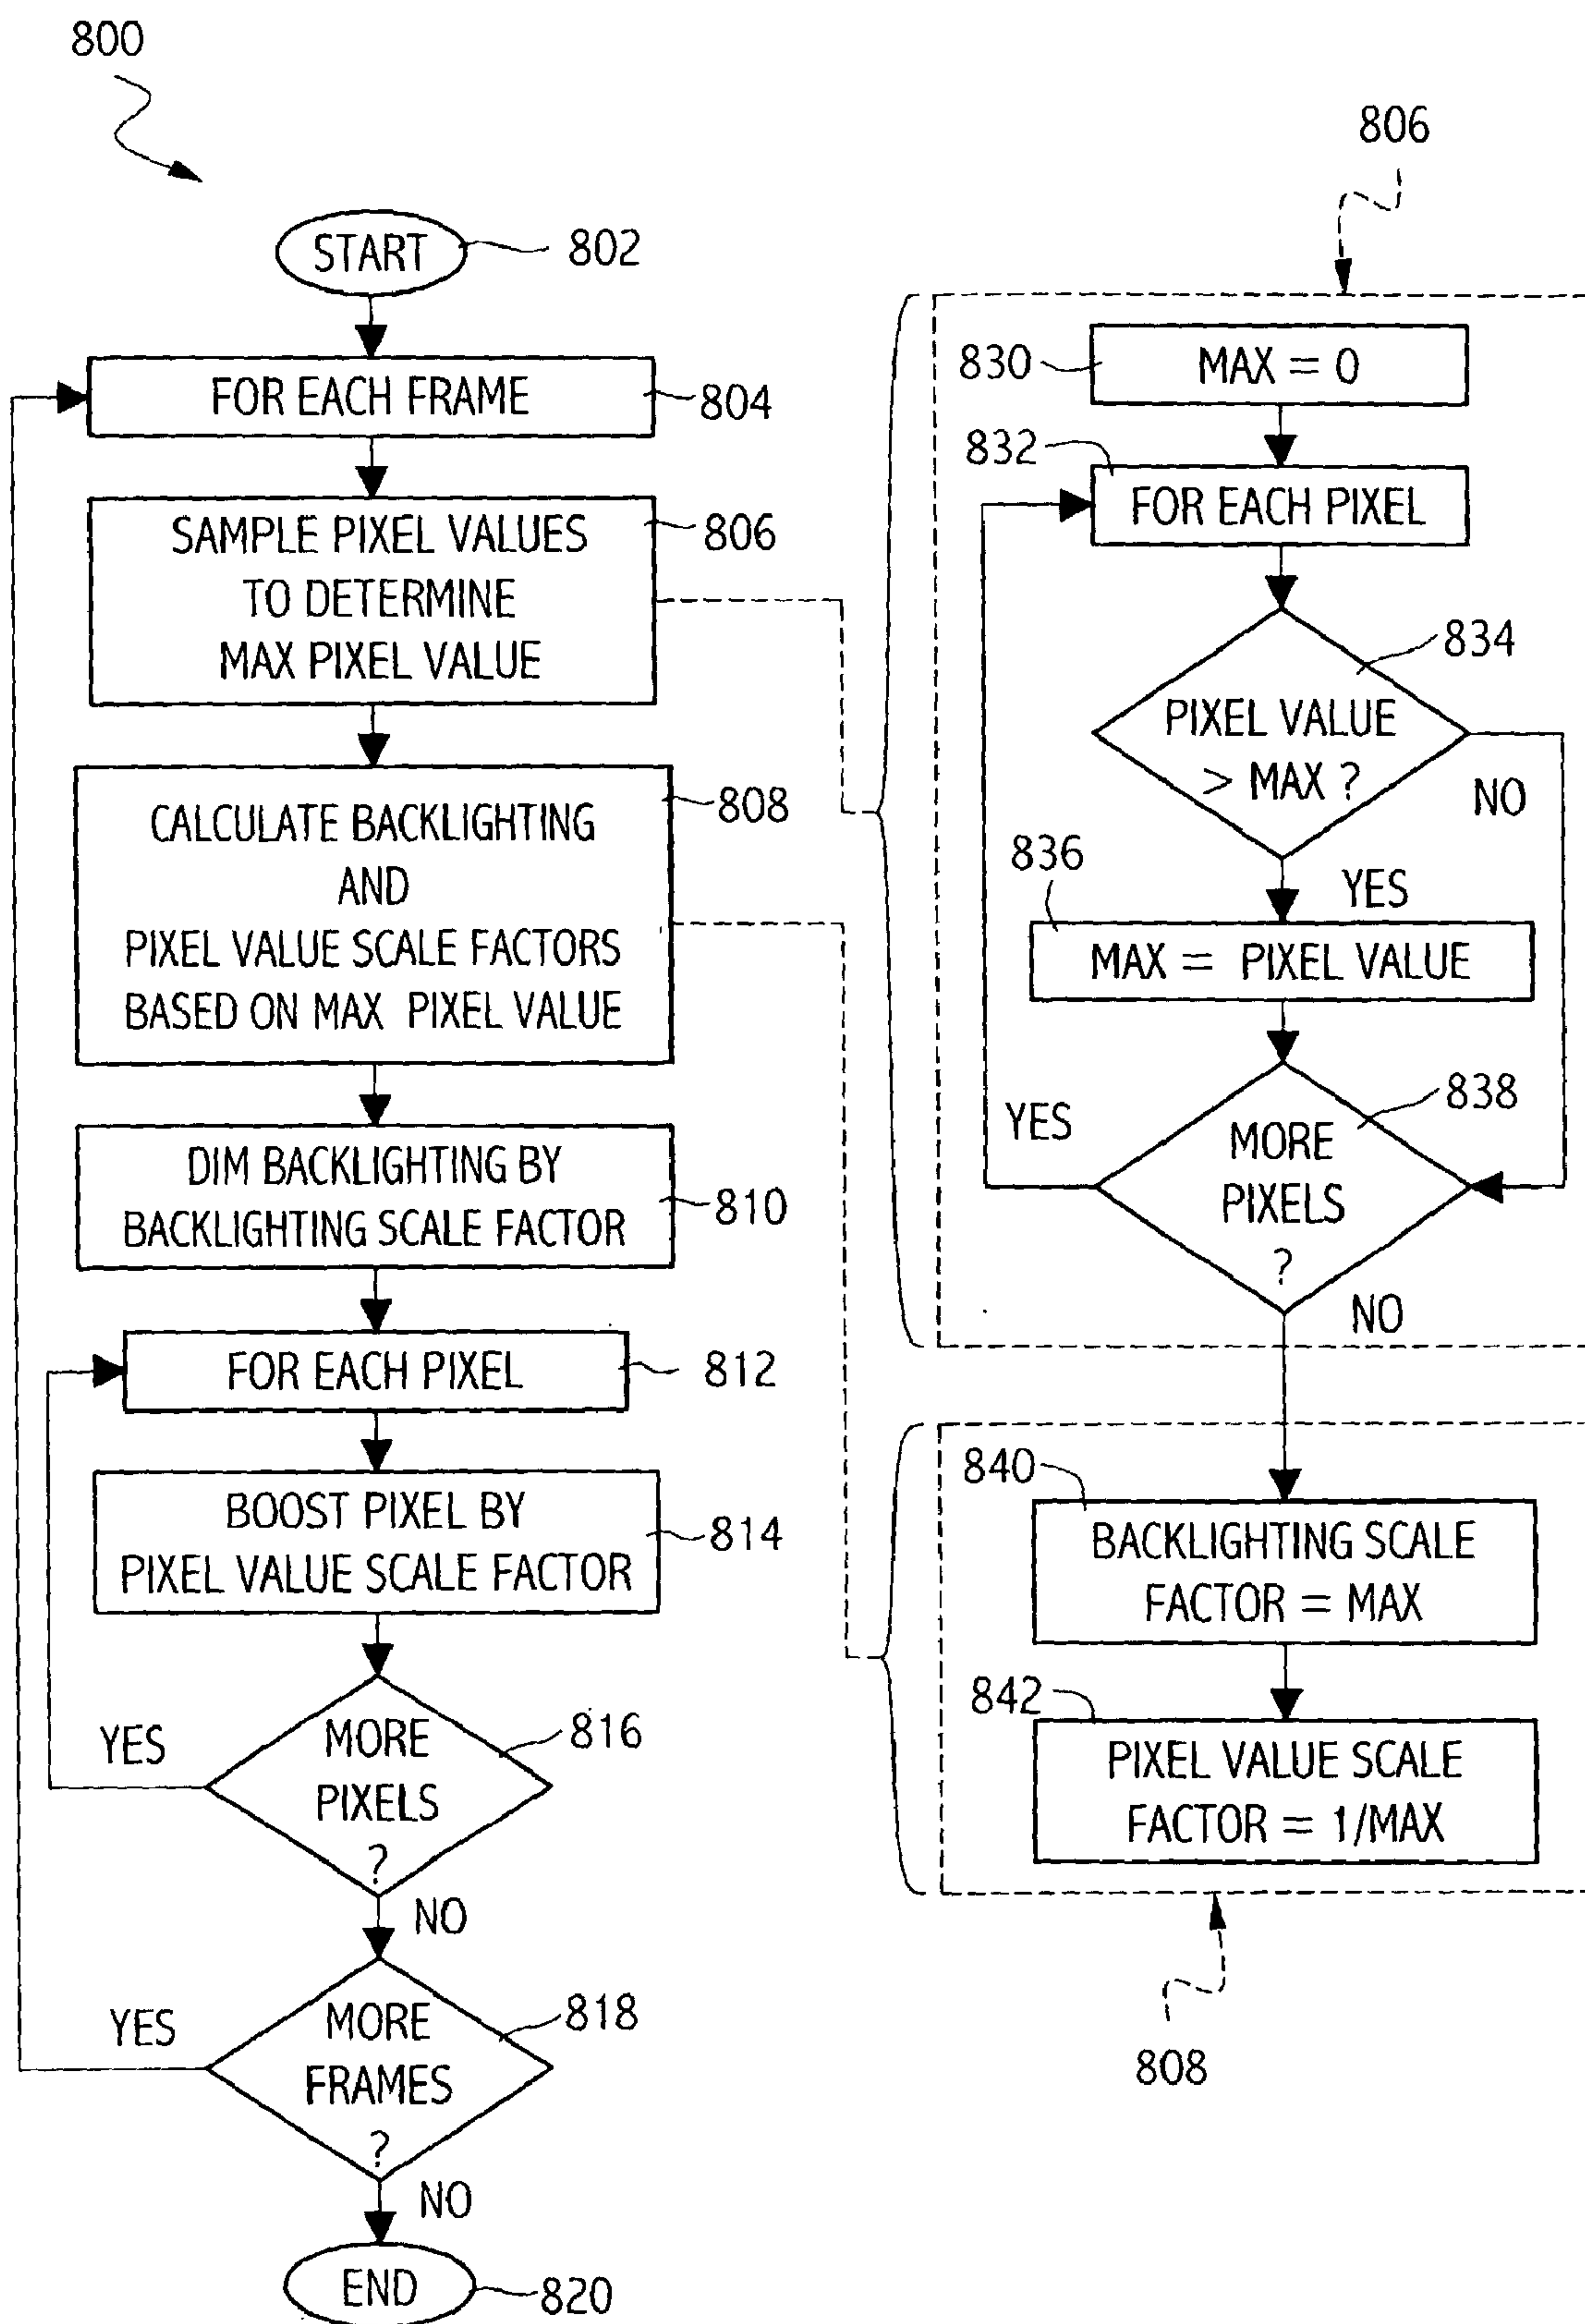 800
START
802
FOR EACH FRAME
804
SAMPLE PIXEL VALUES
TO DETERMINE
MAX PIXEL VALUE
806
CALCULATE BACKLIGHTING
AND
PIXEL VALUE SCALE FACTORS
BASED ON MAX PIXEL VALUE
808
DIM BACKLIGHTING BY
BACKLIGHTING SCALE FACTOR
810
FOR EACH PIXEL
812
BOOST PIXEL BY
PIXEL VALUE SCALE FACTOR
814
MORE
PIXELS
?
816
YES
NO
MORE
FRAMES
?
818
YES
NO
END
820
806
830
MAX = 0
832
FOR EACH PIXEL
834
PIXEL VALUE
> MAX ?
NO
YES
836
MAX = PIXEL VALUE
838
MORE
PIXELS
?
YES
NO
840
BACKLIGHTING SCALE
FACTOR = MAX
842
PIXEL VALUE SCALE
FACTOR = 1/MAX
808